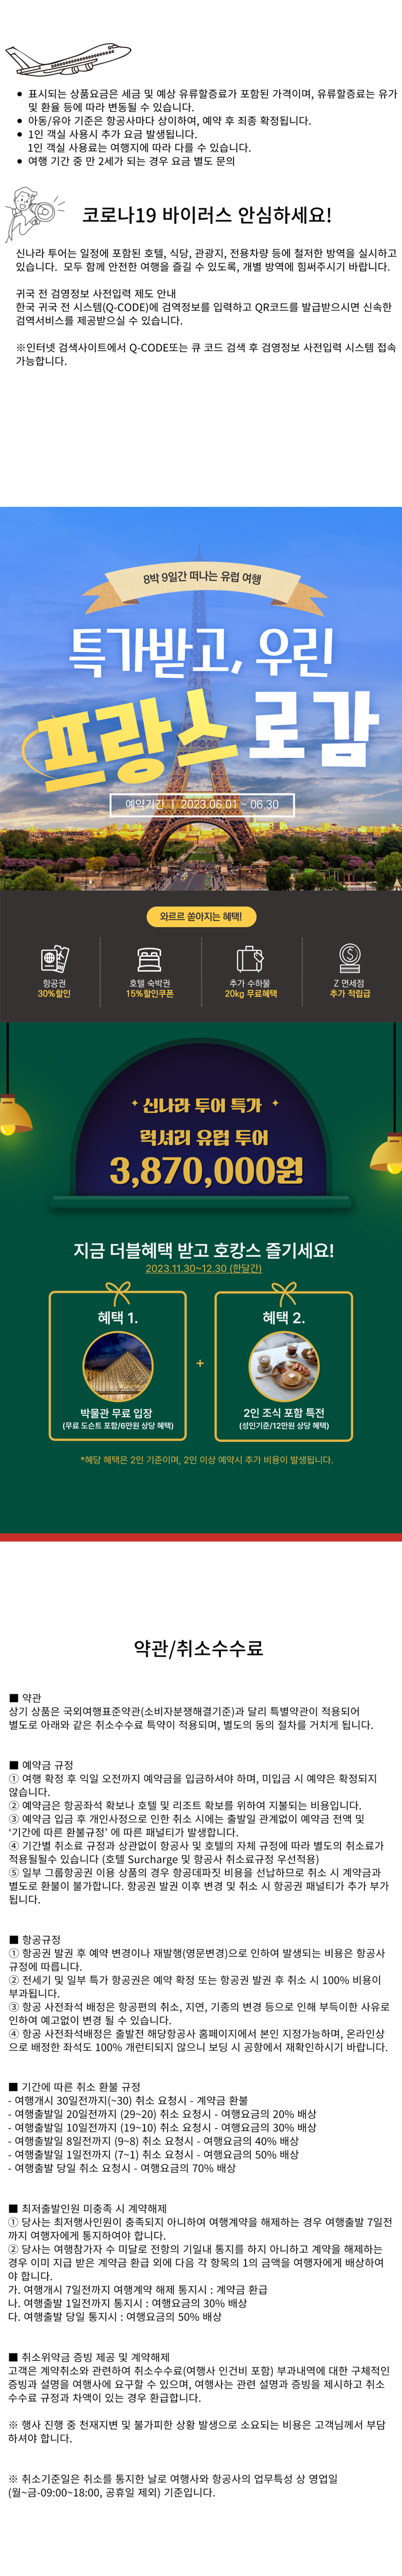 ● 표시되는 상품요금은 세금 및 예상 유류할증료가 포함된 가격이며, 유류할증료는 유가
및 환율 등에 따라 변동될 수 있습니다.
● 아동/유아 기준은 항공사마다 상이하여, 예약 후 죄종 확정됩니다.
● 1인 객실 사용시 추가 요금 발생됩니다.
1인 객실 사용료는 여행지에 따라 다를 수 있습니다.
● 여행 기간 중 만 2세가 되는 경우 요금 별도 문의
코로나19 바이러스 안심하세요!
신나라 투어는 일정에 포함된 호텔, 식당, 관광지, 전용차량 등에 철저한 방역을 실시하고
있습니다. 모두 함께 안전한 여행을 즐길 수 있도록, 개별 방역에 힘써주시기 바랍니다.
귀국 전 검영정보 사전입력 제도 안내
한국 귀국 전 시스템(Q-CODE)에 검역정보를 입력하고 QR코드를 발급받으시면 신속한
검역서비스를 제공받으실 수 있습니다.
※인터넷 검색사이트에서 Q-CODE또는 큐 코드 검색 후 검영정보 사전입력 시스템 접속
가능합니다.
8박 9일간 떠나는 유럽 여행
특가받고, 우린
프랑스로감
예약기간 | 2023.06.01 ~ 06.30
와르르 쏟아지는 혜택!
항공권 호텔 숙박권 추가 수하물 Z 면세점
30%할인 15%할인쿠폰 20kg 무료혜택 추가 적립급
신나라 투어 특가
럭셔리 유럽 투어
3,870,000원
지금 더블혜택 받고 호캉스 즐기세요!
2023.11.30~12.30 (한달간)
혜택 1. 혜택 2.
+
박물관 무료 입장 2인 조식 포함 특전
(무료 도슨트 포함/6만원 상당 혜택) (성인기준/12만원 상당 혜택)
*혜당 혜택은 2인 기준이며, 2인 이상 예약시 추가 비용이 발생됩니다.
약관/취소수수료
■ 약관
상기 상품은 국외여행표준약관(소비자분쟁해결기준)과 달리 특별약관이 적용되어
별도로 아래와 같은 취소수수료 특약이 적용되며, 별도의 동의 절차를 거치게 됩니다.
■ 예약금 규정
① 여행 확정 후 익일 오전까지 예약금을 입금하셔야 하며, 미입금 시 예약은 확정되지
않습니다.
② 예약금은 항공좌석 확보나 호텔 및 리조트 확보를 위하여 지불되는 비용입니다.
③ 예약금 입금 후 개인사정으로 인한 취소 시에는 출발일 관계없이 예약금 전액 및
'기간에 따른 환불규정' 에 따른 패널티가 발생합니다.
④ 기간별 취소료 규정과 상관없이 항공사 및 호텔의 자체 규정에 따라 별도의 취소료가
적용될될수 있습니다 (호텔 Surcharge 및 항공사 취소료규정 우선적용)
⑤ 일부 그룹항공권 이용 상품의 경우 항공데파짓 비용을 선납하므로 취소 시 계약금과
별도로 환불이 불가합니다. 항공권 발권 이후 변경 및 취소 시 항공권 패널티가 추가 부가
됩니다.
■ 항공규정
① 항공권 발권 후 예약 변경이나 재발행(영문변경)으로 인하여 발생되는 비용은 항공사
규정에 따릅니다.
② 전세기 및 일부 특가 항공권은 예약 확정 또는 항공권 발권 후 취소 시 100% 비용이
부과됩니다.
③ 항공 사전좌석 배정은 항공편의 취소, 지연, 기종의 변경 등으로 인해 부득이한 사유로
인하여 예고없이 변경 될 수 있습니다.
④ 항공 사전좌석배정은 출발전 해당항공사 홈페이지에서 본인 지정가능하며, 온라인상
으로 배정한 좌석도 100% 개런티되지 않으니 보딩 시 공항에서 재확인하시기 바랍니다.
■ 기간에 따른 취소 환불 규정
- 여행개시 30일전까지(~30) 취소 요청시 - 계약금 환불
- 여행출발일 20일전까지 (29~20) 취소 요청시 - 여행요금의 20% 배상
- 여행출발일 10일전까지 (19~10) 취소 요청시 - 여행요금의 30% 배상
- 여행출발일 8일전까지 (9~8) 취소 요청시 - 여행요금의 40% 배상
- 여행출발일 1일전까지 (7~1) 취소 요청시 - 여행요금의 50% 배상
- 여행출발 당일 취소 요청시 - 여행요금의 70% 배상
■ 최저출발인원 미충족 시 계약해제
① 당사는 최저행사인원이 충족되지 아니하여 여행계약을 해제하는 경우 여행출발 7일전
까지 여행자에게 통지하여야 합니다.
② 당사는 여행참가자 수 미달로 전항의 기일내 통지를 하지 아니하고 계약을 해제하는
경우 이미 지급 받은 계약금 환급 외에 다음 각 항목의 1의 금액을 여행자에게 배상하여
야 합니다.
가. 여행개시 7일전까지 여행계약 해제 통지시 : 계약금 환급
나. 여행출발 1일전까지 통지시 : 여행요금의 30% 배상
다. 여행출발 당일 통지시 : 여행요금의 50% 배상
■ 취소위약금 증빙 제공 및 계약해제
고객은 계약취소와 관련하여 취소수수료(여행사 인건비 포함) 부과내역에 대한 구체적인
증빙과 설명을 여행사에 요구할 수 있으며, 여행사는 관련 설명과 증빙을 제시하고 취소
수수료 규정과 차액이 있는 경우 환급합니다.
※ 행사 진행 중 천재지변 및 불가피한 상황 발생으로 소요되는 비용은 고객님께서 부담
하셔야 합니다.
※ 취소기준일은 취소를 통지한 날로 여행사와 항공사의 업무특성 상 영업일
(월~금-09:00~18:00, 공휴일 제외) 기준입니다.